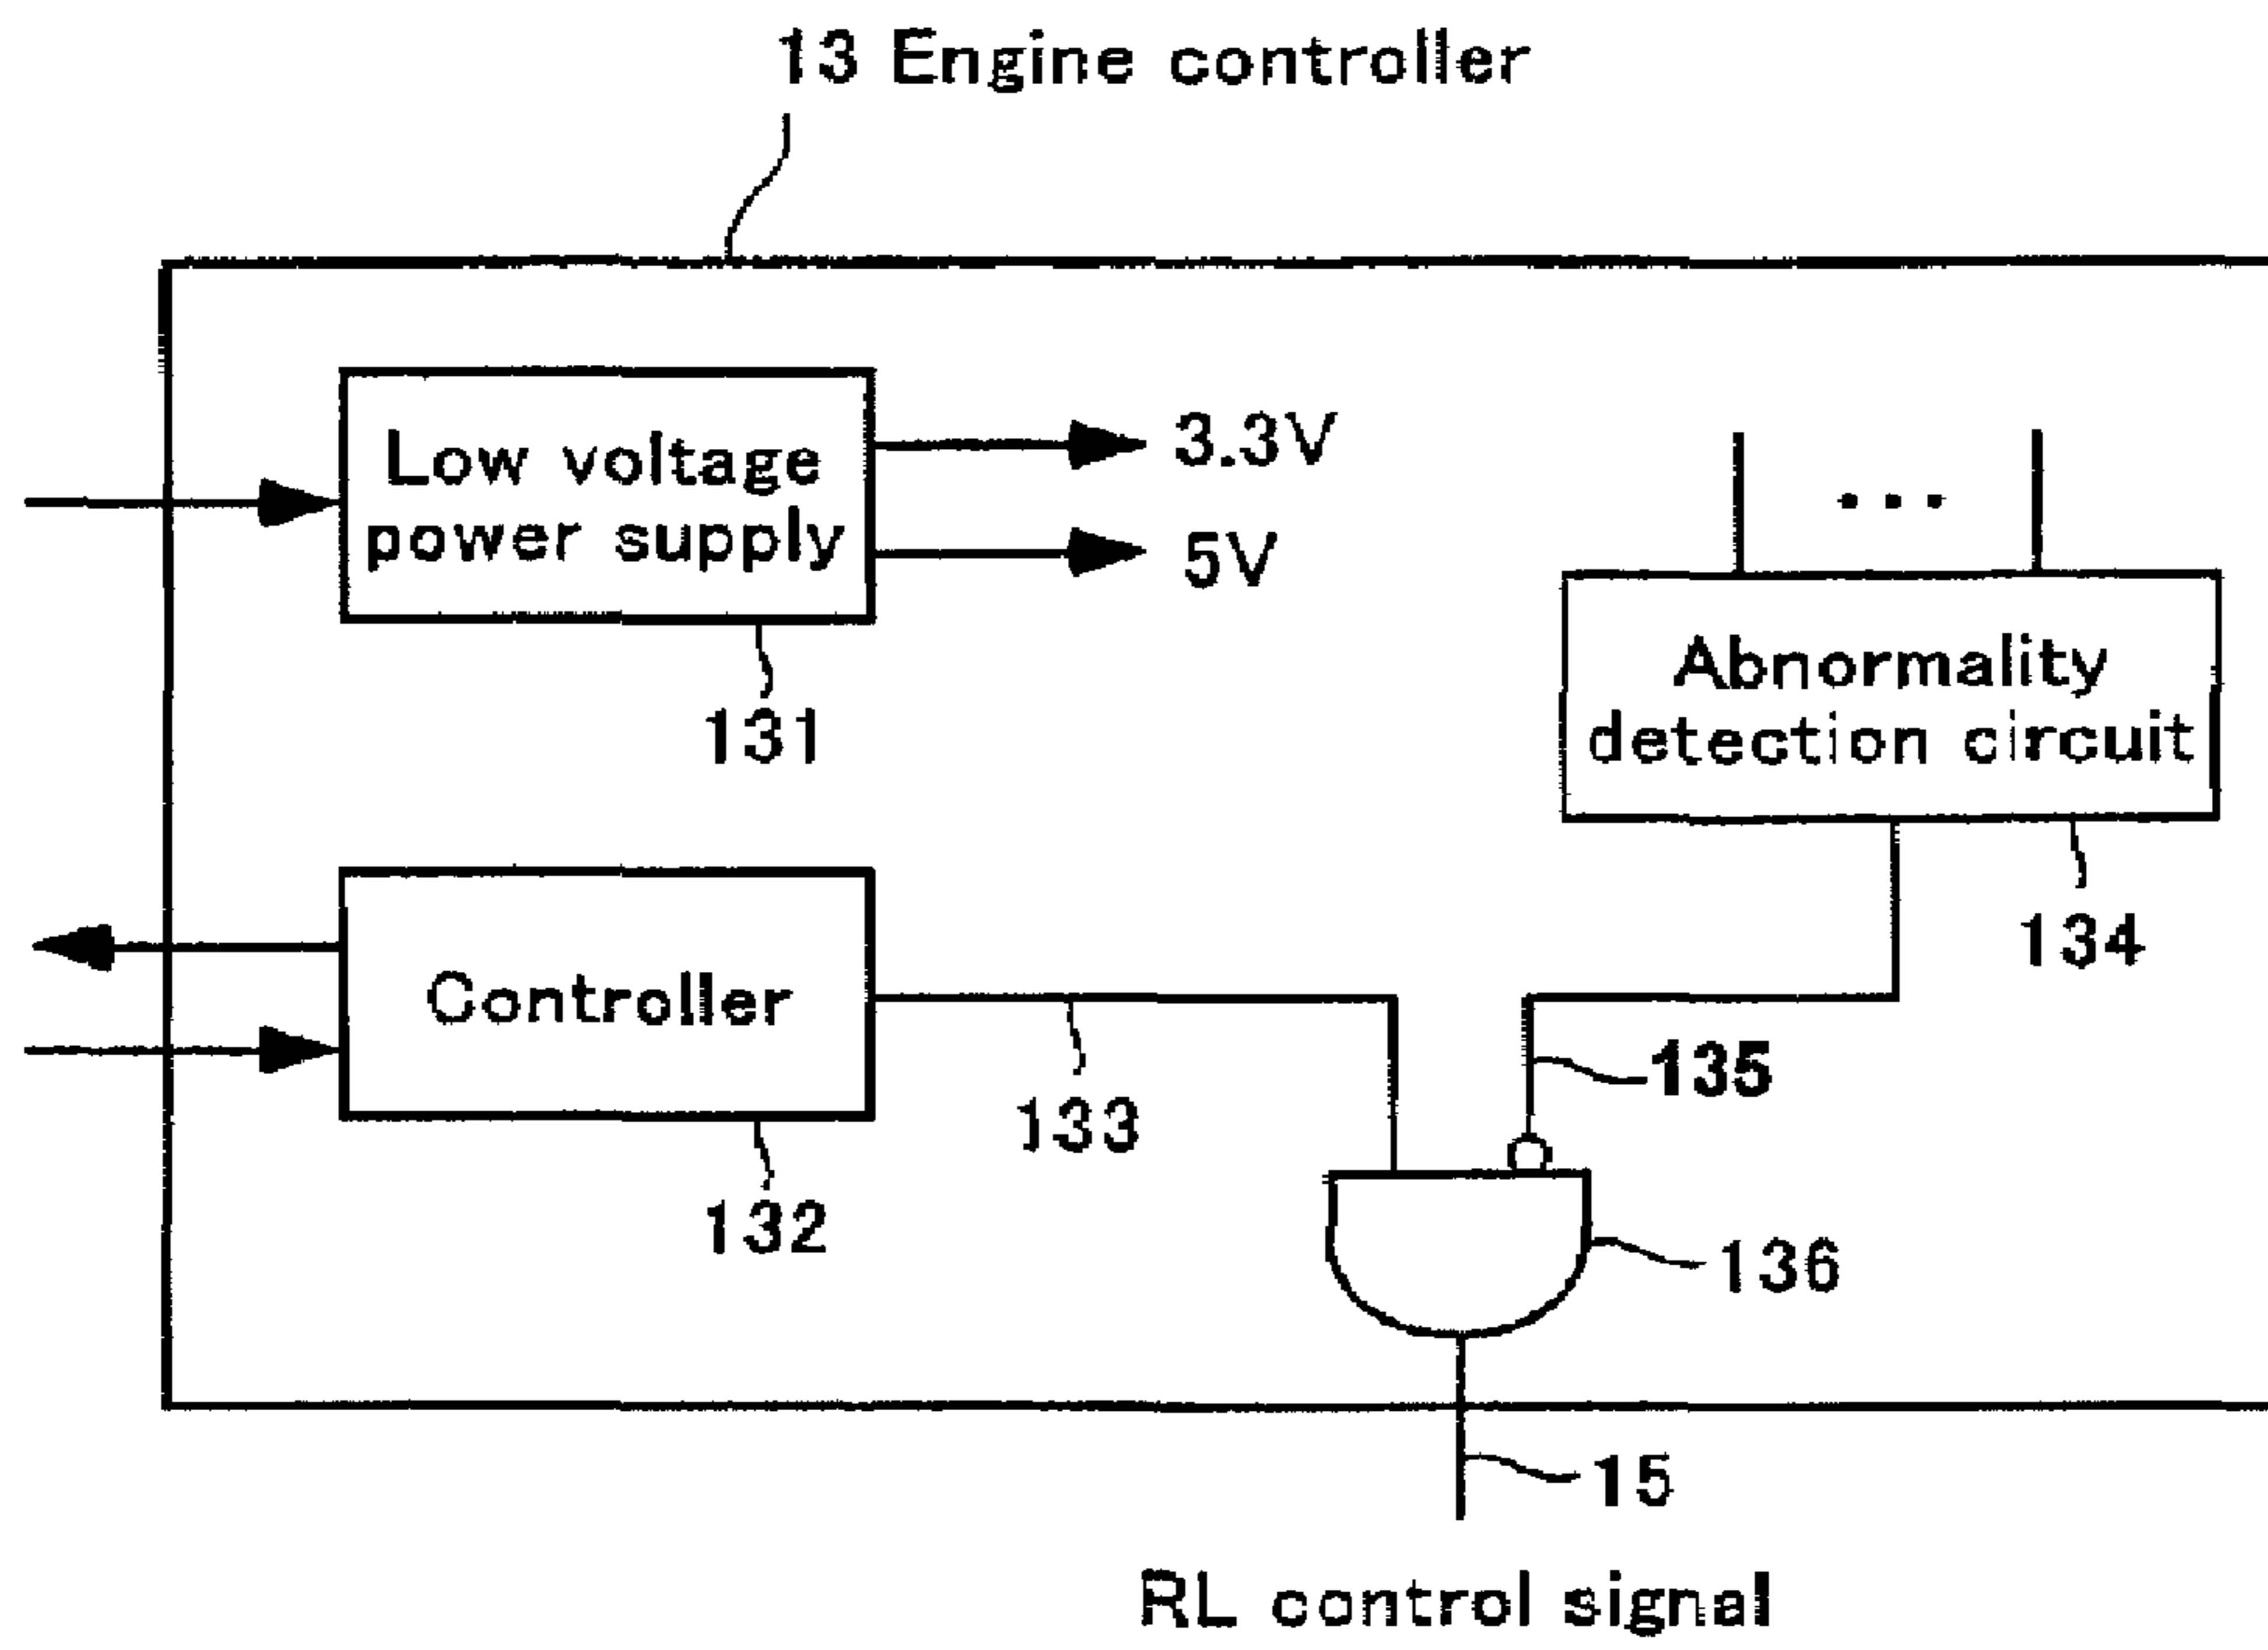 13 Engine controller
Low voltage
power supply
3.3V
5V
131
Abnormality
detection circuit
134
Controller
132
133
135
136
15
RL control signal